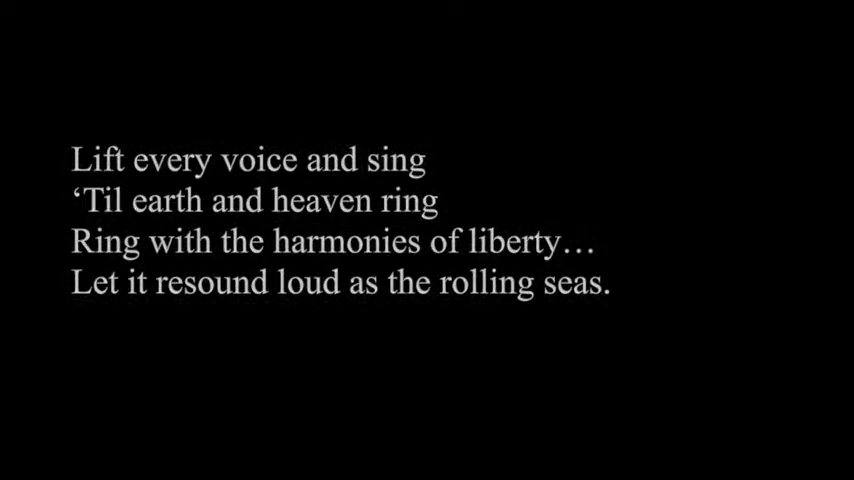 Lift every voice and sing
‘Til earth and heaven ring
Ring with the harmonies of liberty…
Let it resound loud as the rolling seas.